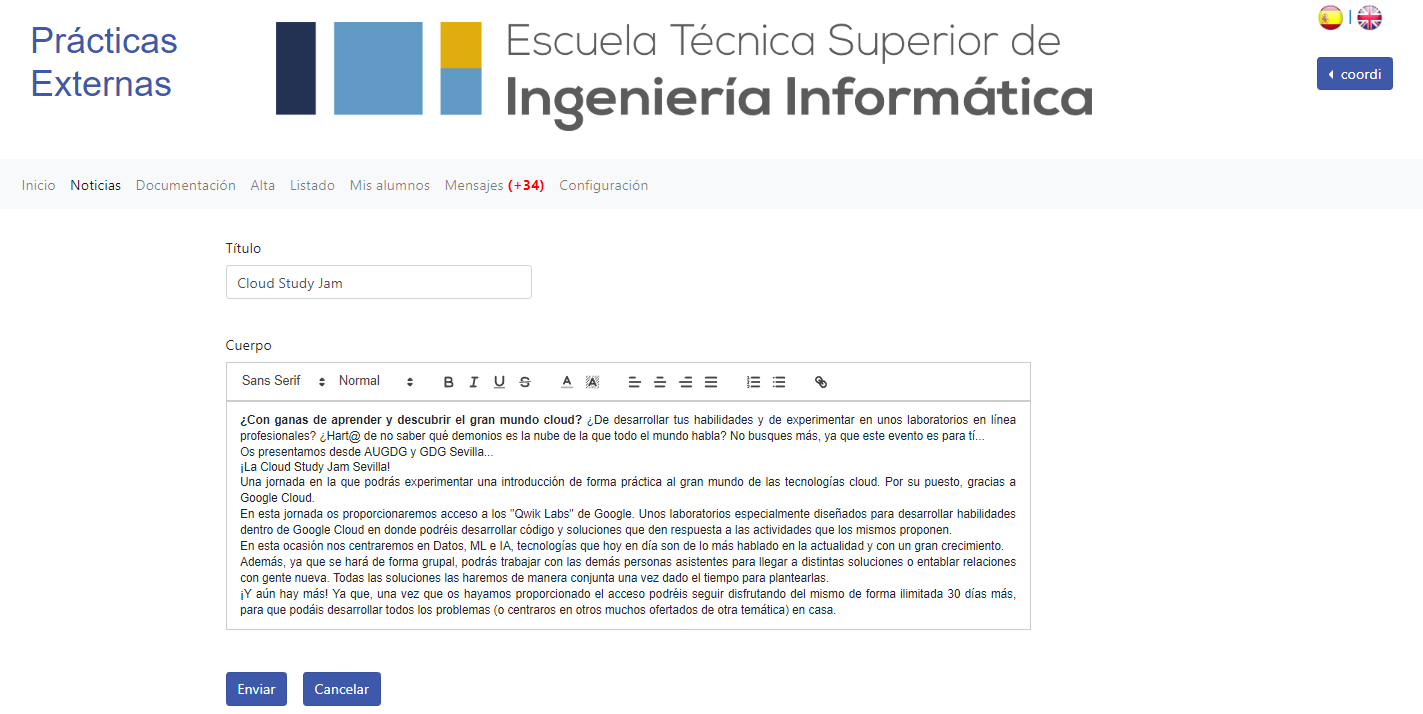 Prácticas
Externas
Escuela Técnica Superior de
Ingeniería Informática
coordi
Inicio Noticias Documentación Alta Listado Mis alumnos Mensajes (+34) Configuración
Título
Cloud Study Jam
Cuerpo
Sans Serif Normal B I U S A A
¿Con ganas de aprender y descubrir el gran mundo cloud? ¿De desarrollar tus habilidades y de experimentar en unos laboratorios en línea
profesionales? ¿Hart@ de no saber qué demonios es la nube de la que todo el mundo habla? No busques más, ya que este evento es para tí...
Os presentamos desde AUGDG y GDG Sevilla...
¡La Cloud Study Jam Sevilla!
Una jornada en la que podrás experimentar una introducción de forma práctica al gran mundo de las tecnologías cloud. Por su puesto, gracias a
Google Cloud.
En esta jornada os proporcionaremos acceso a los "Qwik Labs" de Google. Unos laboratorios especialmente diseñados para desarrollar habilidades
dentro de Google Cloud en donde podréis desarrollar código y soluciones que den respuesta a las actividades que los mismos proponen.
En esta ocasión nos centraremos en Datos, ML e IA, tecnologías que hoy en día son de lo más hablado en la actualidad y con un gran crecimiento.
Además, ya que se hará de forma grupal, podrás trabajar con las demás personas asistentes para llegar a distintas soluciones o entablar relaciones
con gente nueva. Todas las soluciones las haremos de manera conjunta una vez dado el tiempo para plantearlas.
¡Y aún hay más! Ya que, una vez que os hayamos proporcionado el acceso podréis seguir disfrutando del mismo de forma ilimitada 30 días más,
para que podáis desarrollar todos los problemas (o centraros en otros muchos ofertados de otra temática) en casa.
Enviar Cancelar